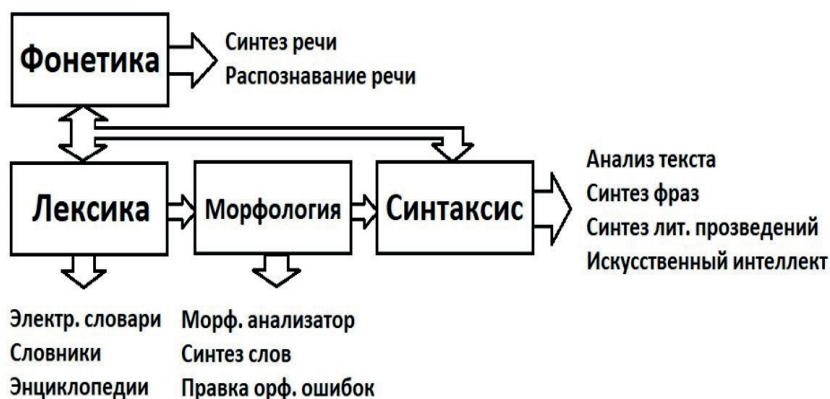 Фонетика
Синтез речи
Распознавание речи
Лексика
Морфология
Синтаксис
Анализ текста
Синтез фраз
Синтез лит. прозведений
Искусственный интеллект
Электр. словари
Словники
Энциклопедии
Морф. анализатор
Синтез слов
Правка орф. ошибок